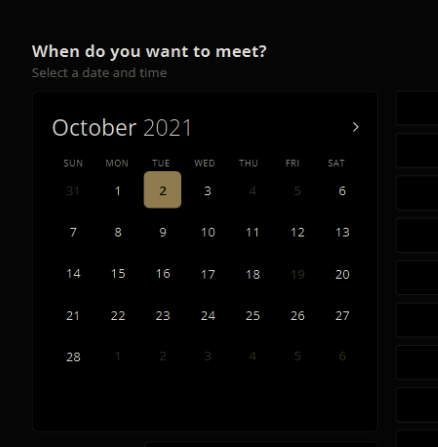 When do you want to meet?
Select a date and time
October 2021 >
SUN MON TUE WED THU FRI SAT
31 1 2 3 4 5 6
7 8 9 10 11 12 13
14 15 16 17 18 19 20
21 22 23 24 25 26 27
28 1 2 3 4 5 6